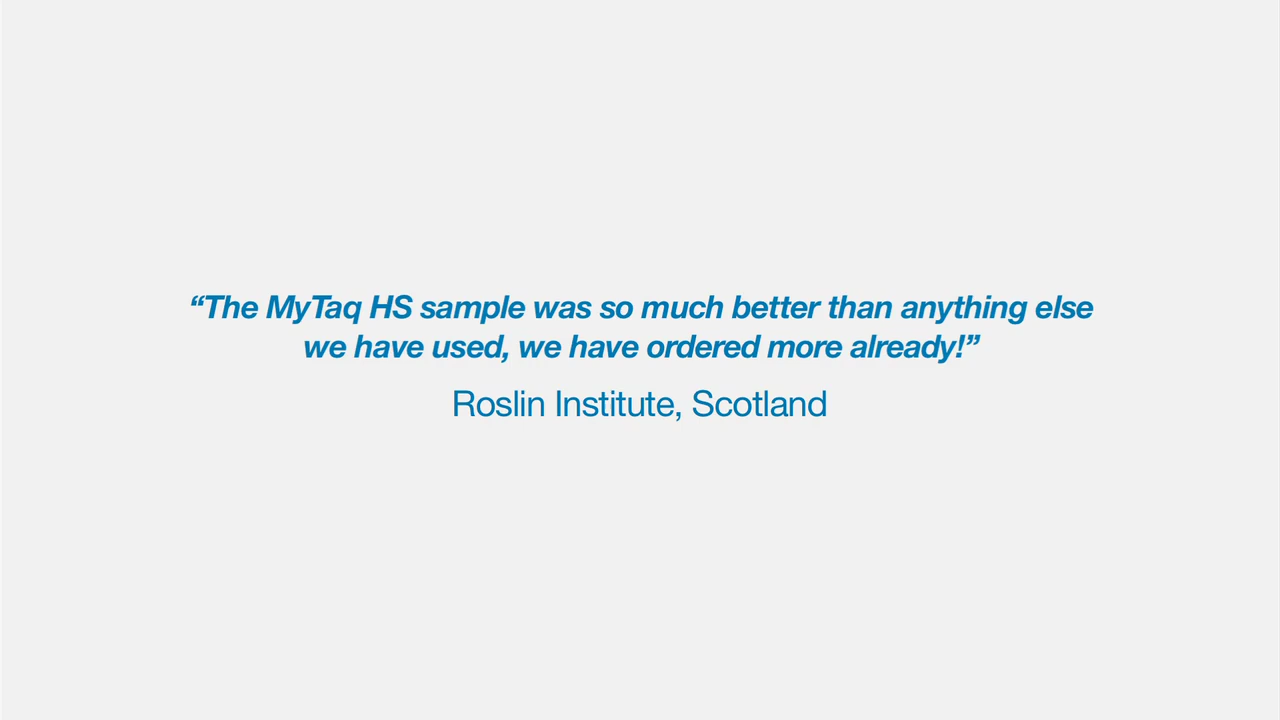 “The MyTaq HS sample was so much better than anything else
we have used, we have ordered more already!”
Roslin Institute, Scotland